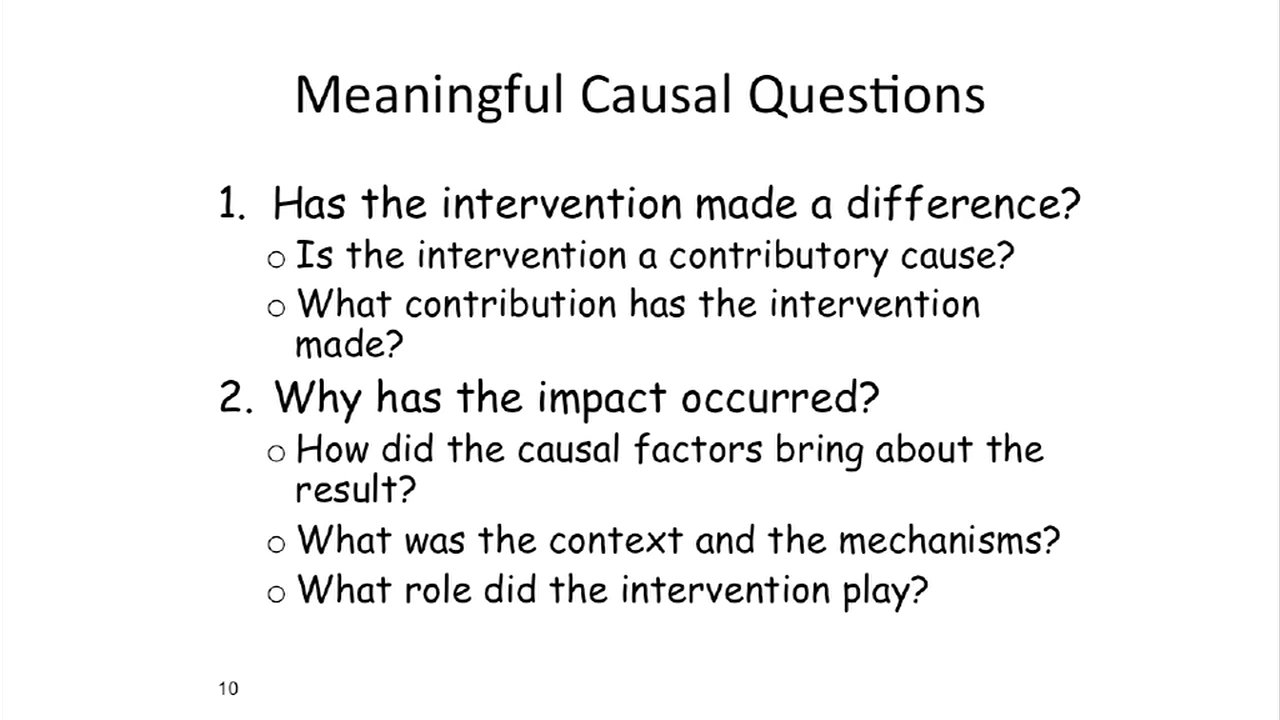 Meaningful Causal Questions
1. Has the intervention made a difference?
o Is the intervention a contributory cause?
o What contribution has the intervention
made?
2. Why has the impact occurred?
o How did the causal factors bring about the
result?
o What was the context and the mechanisms?
o What role did the intervention play?
10